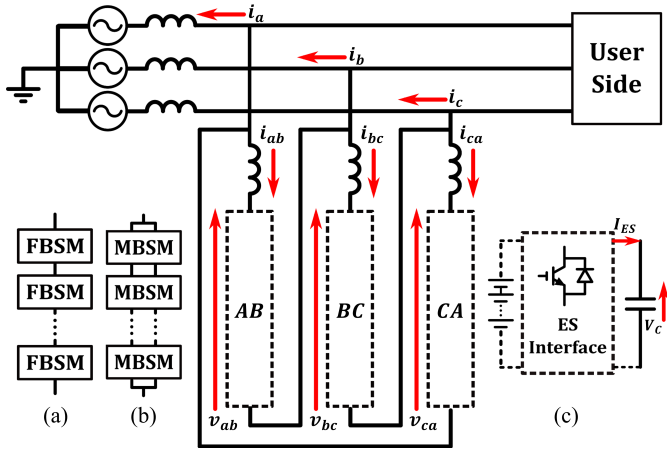 i_a
i_b
i_c
User
Side
i_ab
i_bc
i_ca
I_ES
FBSM
FBSM
FBSM
MBSM
MBSM
MBSM
AB
BC
CA
ES
Interface
V_C
v_ab
v_bc
v_ca
(a)
(b)
(c)